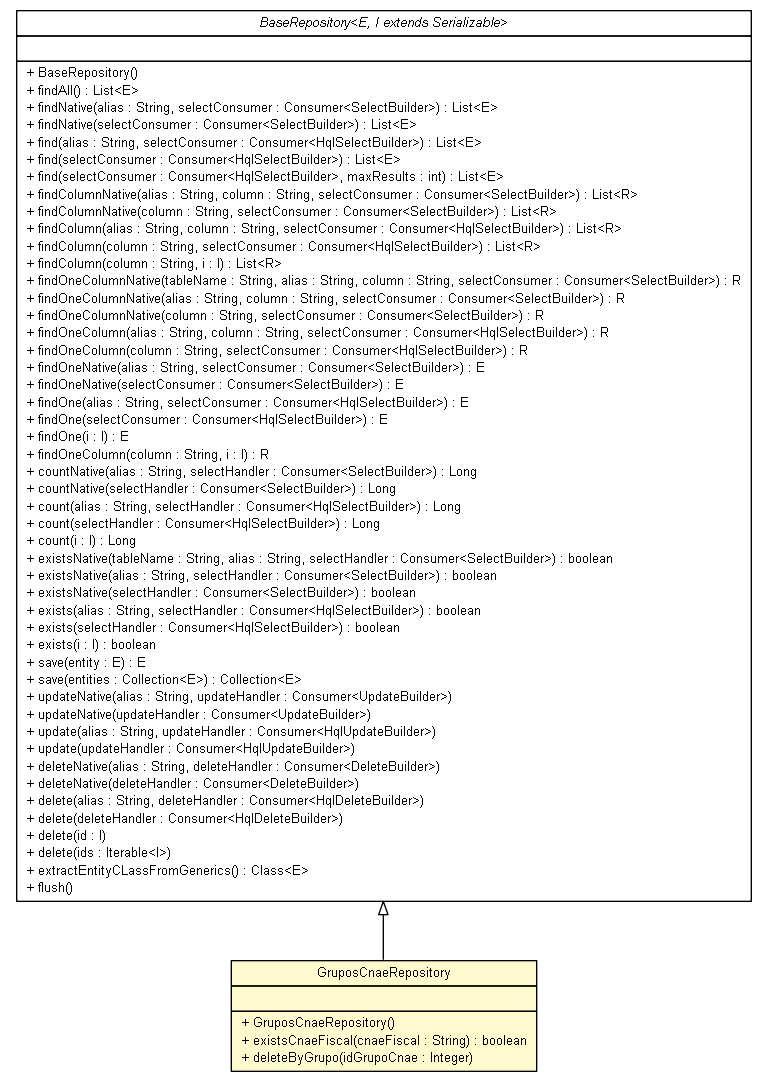 BaseRepository<E, I extends Serializable>
+ BaseRepository()
+ findAll() : List<E>
+ findNative(alias : String, selectConsumer : Consumer<SelectBuilder>) : List<E>
+ findNative(selectConsumer : Consumer<SelectBuilder>) : List<E>
+ find(alias : String, selectConsumer : Consumer<HqlSelectBuilder>) : List<E>
+ find(selectConsumer : Consumer<HqlSelectBuilder>) : List<E>
+ find(selectConsumer : Consumer<HqlSelectBuilder>, maxResults : int) : List<E>
+ findColumnNative(alias : String, column : String, selectConsumer : Consumer<SelectBuilder>) : List<R>
+ findColumnNative(column : String, selectConsumer : Consumer<SelectBuilder>) : List<R>
+ findColumn(alias : String, column : String, selectConsumer : Consumer<HqlSelectBuilder>) : List<R>
+ findColumn(column : String, selectConsumer : Consumer<HqlSelectBuilder>) : List<R>
+ findColumn(column : String, i : I) : List<R>
+ findOneColumnNative(tableName : String, alias : String, column : String, selectConsumer : Consumer<SelectBuilder>) : R
+ findOneColumnNative(alias : String, column : String, selectConsumer : Consumer<SelectBuilder>) : R
+ findOneColumnNative(column : String, selectConsumer : Consumer<SelectBuilder>) : R
+ findOneColumn(alias : String, column : String, selectConsumer : Consumer<HqlSelectBuilder>) : R
+ findOneColumn(column : String, selectConsumer : Consumer<HqlSelectBuilder>) : R
+ findOneNative(alias : String, selectConsumer : Consumer<SelectBuilder>) : E
+ findOneNative(selectConsumer : Consumer<SelectBuilder>) : E
+ findOne(alias : String, selectConsumer : Consumer<HqlSelectBuilder>) : E
+ findOne(selectConsumer : Consumer<HqlSelectBuilder>) : E
+ findOne(i : I) : E
+ findOneColumn(column : String, i : I) : R
+ countNative(alias : String, selectHandler : Consumer<SelectBuilder>) : Long
+ countNative(selectHandler : Consumer<SelectBuilder>) : Long
+ count(alias : String, selectHandler : Consumer<HqlSelectBuilder>) : Long
+ count(selectHandler : Consumer<HqlSelectBuilder>) : Long
+ count(i : I) : Long
+ existsNative(tableName : String, alias : String, selectHandler : Consumer<SelectBuilder>) : boolean
+ existsNative(alias : String, selectHandler : Consumer<SelectBuilder>) : boolean
+ existsNative(selectHandler : Consumer<SelectBuilder>) : boolean
+ exists(alias : String, selectHandler : Consumer<HqlSelectBuilder>) : boolean
+ exists(selectHandler : Consumer<HqlSelectBuilder>) : boolean
+ exists(i : I) : boolean
+ save(entity : E) : E
+ save(entities : Collection<E>) : Collection<E>
+ updateNative(alias : String, updateHandler : Consumer<UpdateBuilder>)
+ updateNative(updateHandler : Consumer<UpdateBuilder>)
+ update(alias : String, updateHandler : Consumer<HqlUpdateBuilder>)
+ update(updateHandler : Consumer<HqlUpdateBuilder>)
+ deleteNative(alias : String, deleteHandler : Consumer<DeleteBuilder>)
+ deleteNative(deleteHandler : Consumer<DeleteBuilder>)
+ delete(alias : String, deleteHandler : Consumer<HqlDeleteBuilder>)
+ delete(deleteHandler : Consumer<HqlDeleteBuilder>)
+ delete(id : I)
+ delete(ids : Iterable<I>)
+ extractEntityCLassFromGenerics() : Class<E>
+ flush()
GruposCnaeRepository
+ GruposCnaeRepository()
+ existsCnaeFiscal(cnaeFiscal : String) : boolean
+ deleteByGrupo(idGrupoCnae : Integer)